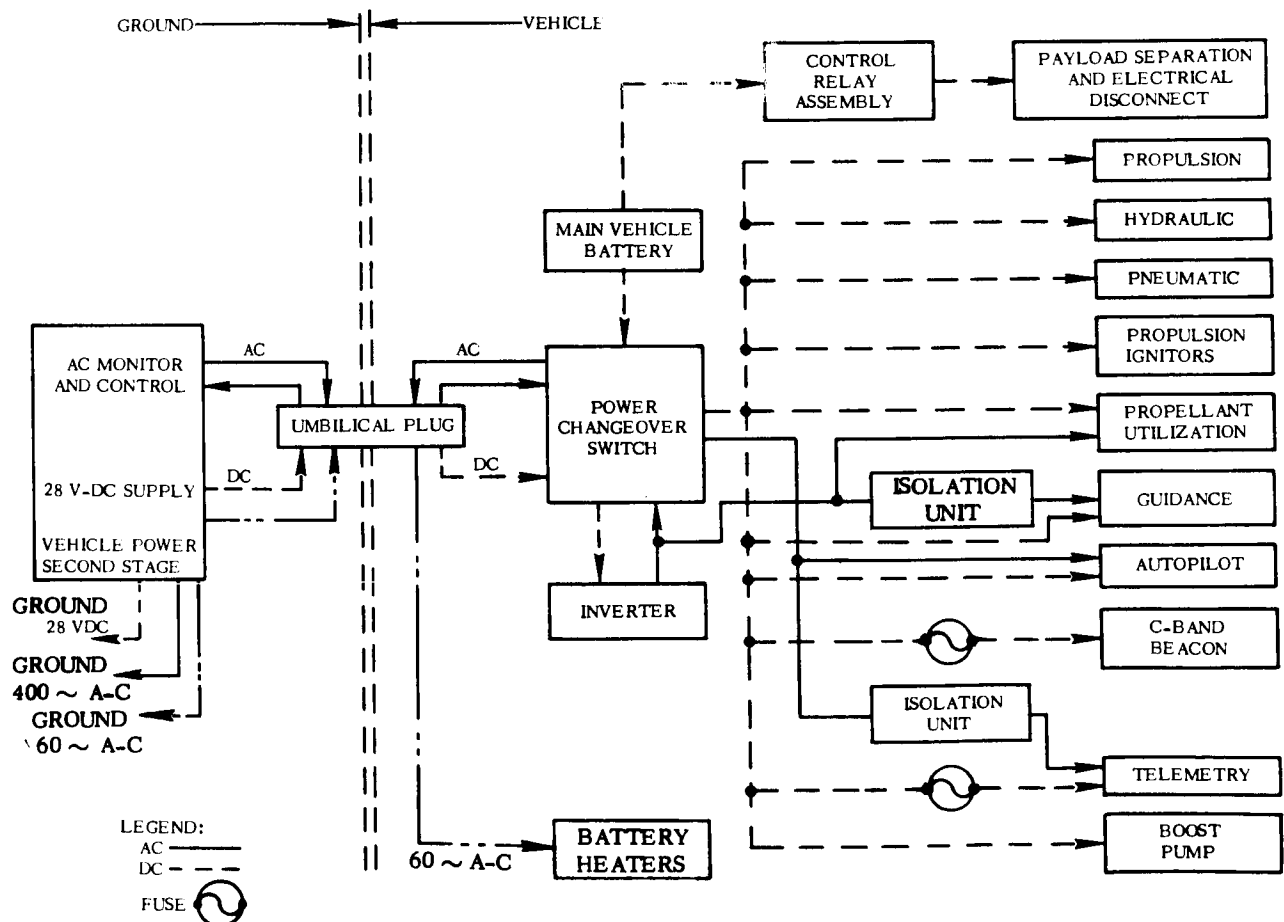 GROUND
VEHICLE
CONTROL
RELAY
ASSEMBLY
PAYLOAD SEPARATION
AND ELECTRICAL
DISCONNECT
PROPULSION
HYDRAULIC
MAIN VEHICLE
BATTERY
PNEUMATIC
PROPULSION
IGNITORS
AC MONITOR
AND CONTROL
AC
AC
UMBILICAL PLUG
POWER
CHANGEOVER
SWITCH
PROPELLANT
UTILIZATION
28 V-DC SUPPLY
DC
DC
ISOLATION
UNIT
GUIDANCE
VEHICLE POWER
SECOND STAGE
AUTOPILOT
INVERTER
GROUND
28 VDC
C-BAND
BEACON
GROUND
400 ~ A-C
GROUND
60 ~ A-C
ISOLATION
UNIT
TELEMETRY
LEGEND:
AC
DC
FUSE
60 ~ A-C
BATTERY
HEATERS
BOOST
PUMP